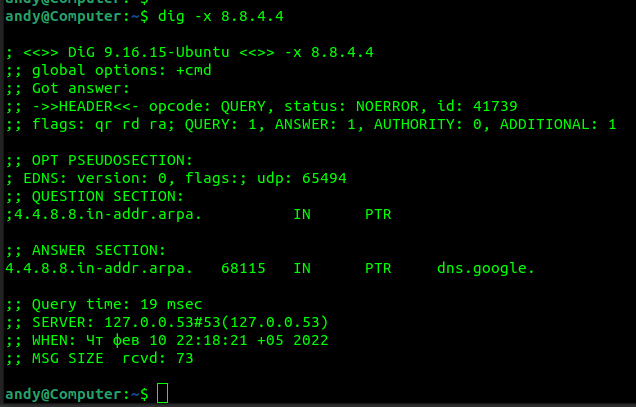 andy@Computer:~$ dig -x 8.8.4.4

; <<>> DiG 9.16.15-Ubuntu <<>> -x 8.8.4.4
;; global options: +cmd
;; Got answer:
;; ->>HEADER<<- opcode: QUERY, status: NOERROR, id: 41739
;; flags: qr rd ra; QUERY: 1, ANSWER: 1, AUTHORITY: 0, ADDITIONAL: 1

;; OPT PSEUDOSECTION:
; EDNS: version: 0, flags:; udp: 65494
;; QUESTION SECTION:
;4.4.8.8.in-addr.arpa.		IN	PTR

;; ANSWER SECTION:
4.4.8.8.in-addr.arpa.	68115	IN	PTR	dns.google.

;; Query time: 19 msec
;; SERVER: 127.0.0.53#53(127.0.0.53)
;; WHEN: Чт фев 10 22:18:21 +05 2022
;; MSG SIZE  rcvd: 73

andy@Computer:~$